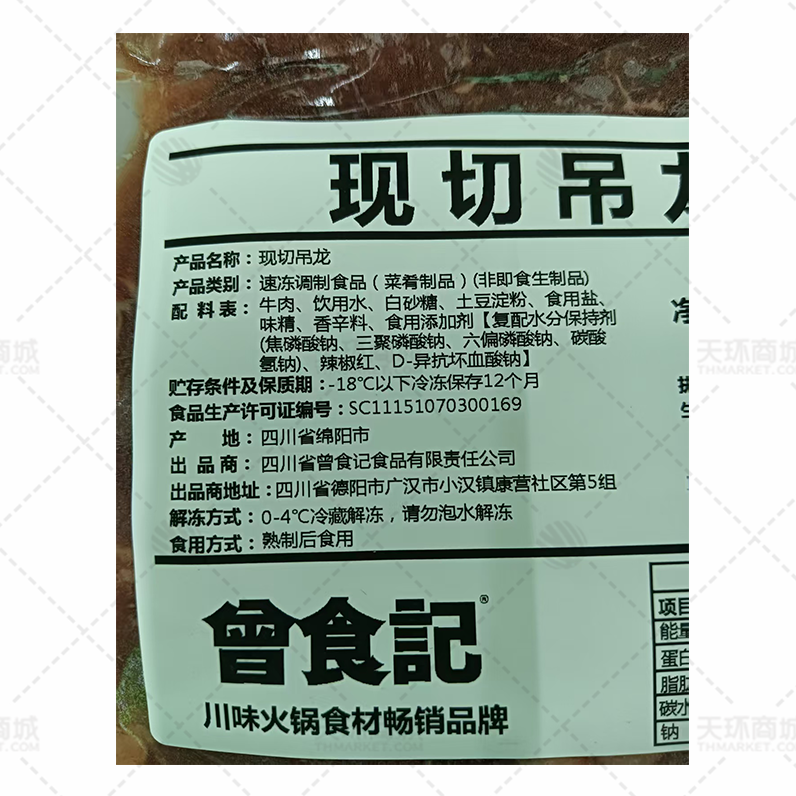 现切吊
产品名称：现切吊龙
产品类别：速冻调制食品（菜肴制品）(非即食生制品)
配 料 表：牛肉、饮用水、白砂糖、土豆淀粉、食用盐、
味精、香辛料、食用添加剂【复配水分保持剂
(焦磷酸钠、三聚磷酸钠、六偏磷酸钠、碳酸
氢钠)、辣椒红、D-异抗坏血酸钠】
贮存条件及保质期：-18℃以下冷冻保存12个月
食品生产许可证编号：SC11151070300169
产 地：四川省绵阳市
出 品 商：四川省曾食记食品有限责任公司
出品商地址：四川省德阳市广汉市小汉镇康营社区第5组
解冻方式：0-4℃冷藏解冻，请勿泡水解冻
食用方式：熟制后食用
净
曾食記®
川味火锅食材畅销品牌
项目
能量
蛋白
脂肪
碳水
钠
天环商城
THMARKET.COM